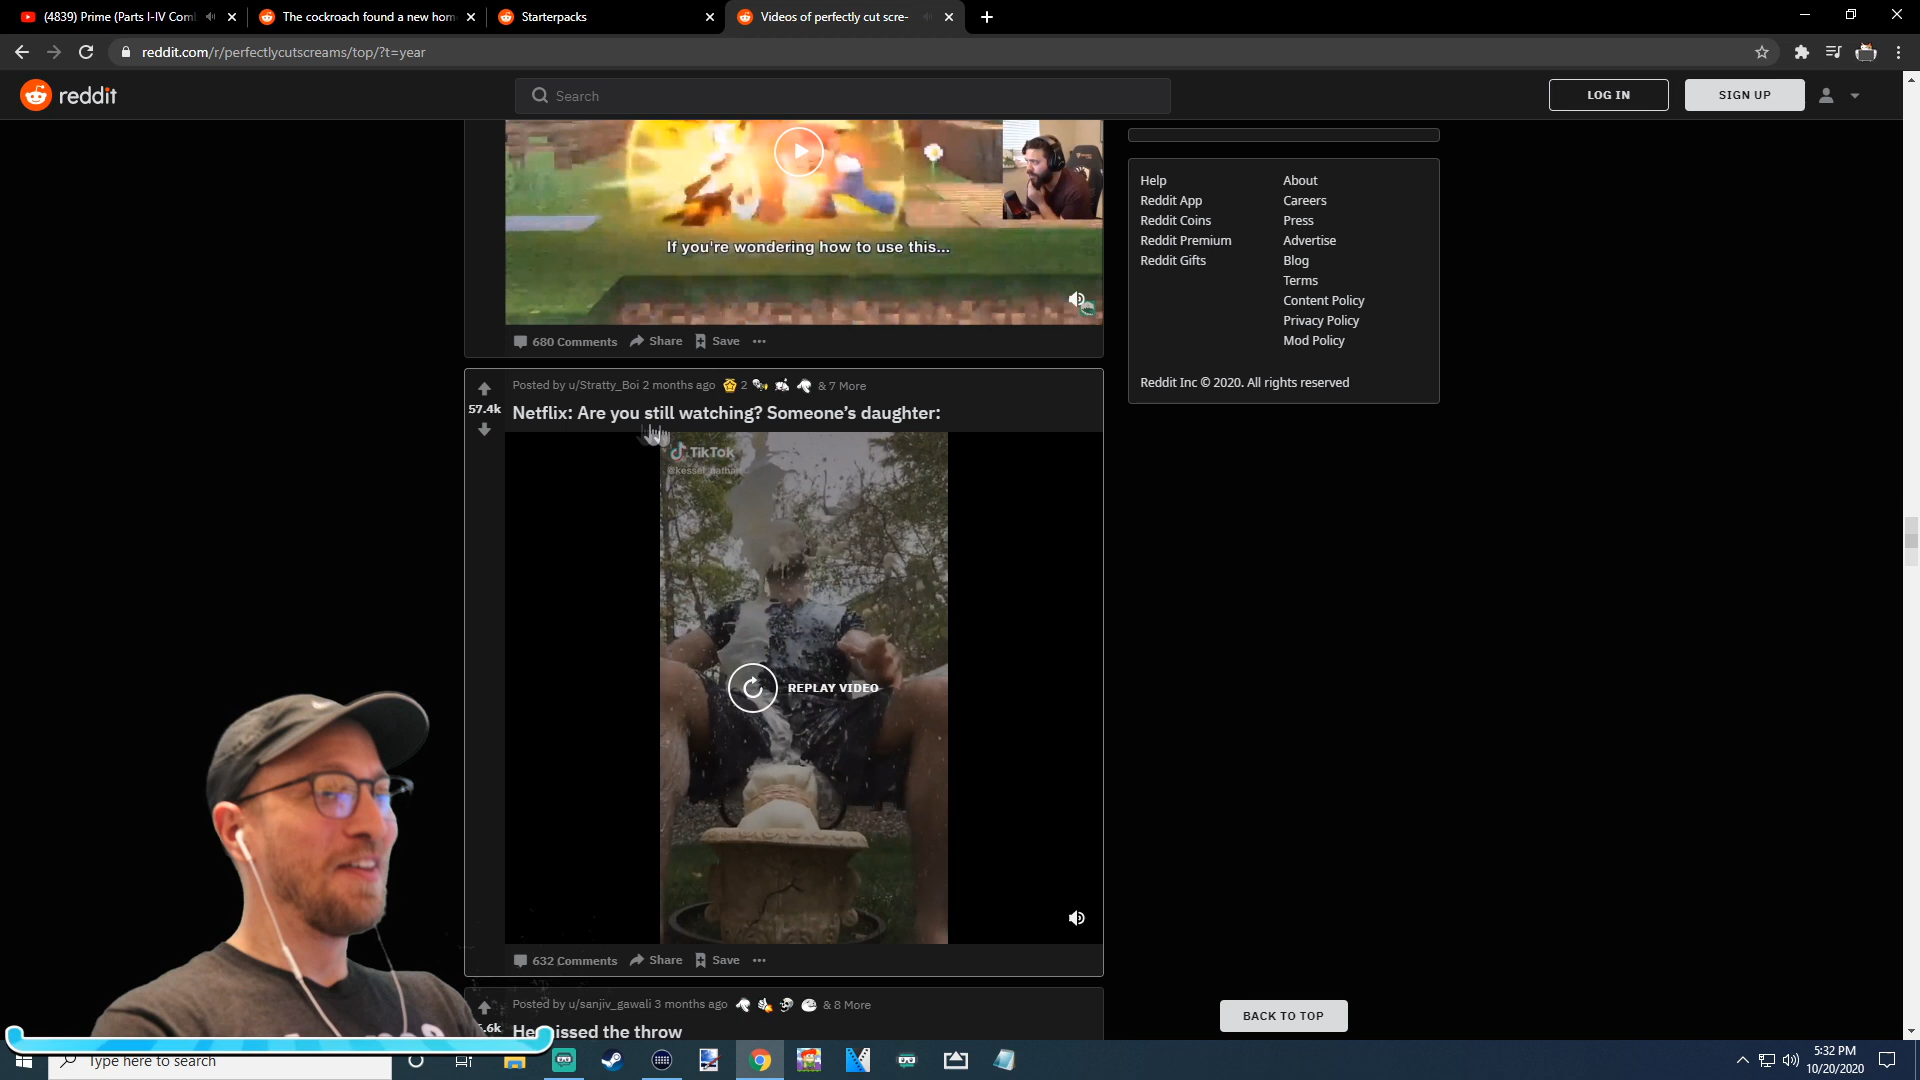 (4839) Prime (Parts I-IV Com
The cockroach found a new hom
Starterpacks
Videos of perfectly cut scre
reddit.com/r/perfectlycutscreams/top/?t=year
reddit
Search
LOG IN
SIGN UP
If you're wondering how to use this...
680 Comments
Share
Save
Help
Reddit App
Reddit Coins
Reddit Premium
Reddit Gifts
About
Careers
Press
Advertise
Blog
Terms
Content Policy
Privacy Policy
Mod Policy
Reddit Inc © 2020. All rights reserved
57.4k
Posted by u/Stratty_Boi 2 months ago 2 & 7 More
Netflix: Are you still watching? Someone’s daughter:
TikTok
REPLAY VIDEO
632 Comments
Share
Save
Posted by u/sanjiv_gawali 3 months ago & 8 More
.6k
issed the throw
BACK TO TOP
Type here to search
5:32 PM
10/20/2020